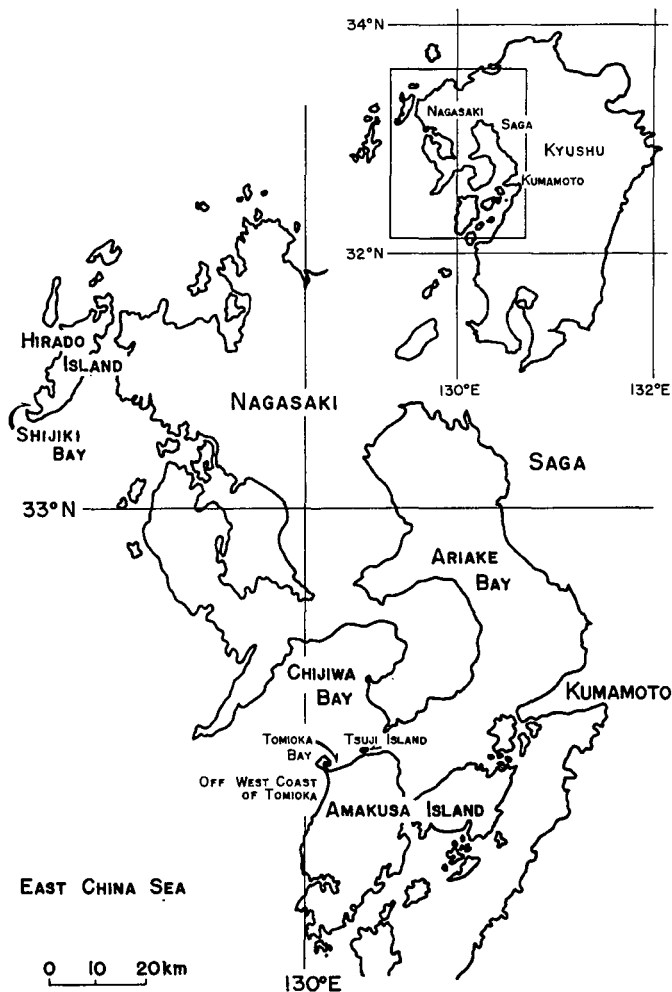 34°N
NAGASAKI
SAGA
KYUSHU
KUMAMOTO
32°N
130°E
132°E
HIRADO
ISLAND
NAGASAKI
SHIJIKI
BAY
SAGA
33°N
ARIAKE
BAY
CHIJIWA
BAY
KUMAMOTO
TOMIOKA
BAY
TSUJI ISLAND
OFF WEST COAST
OF TOMIOKA
AMAKUSA ISLAND
EAST CHINA SEA
0 10 20km
130°E